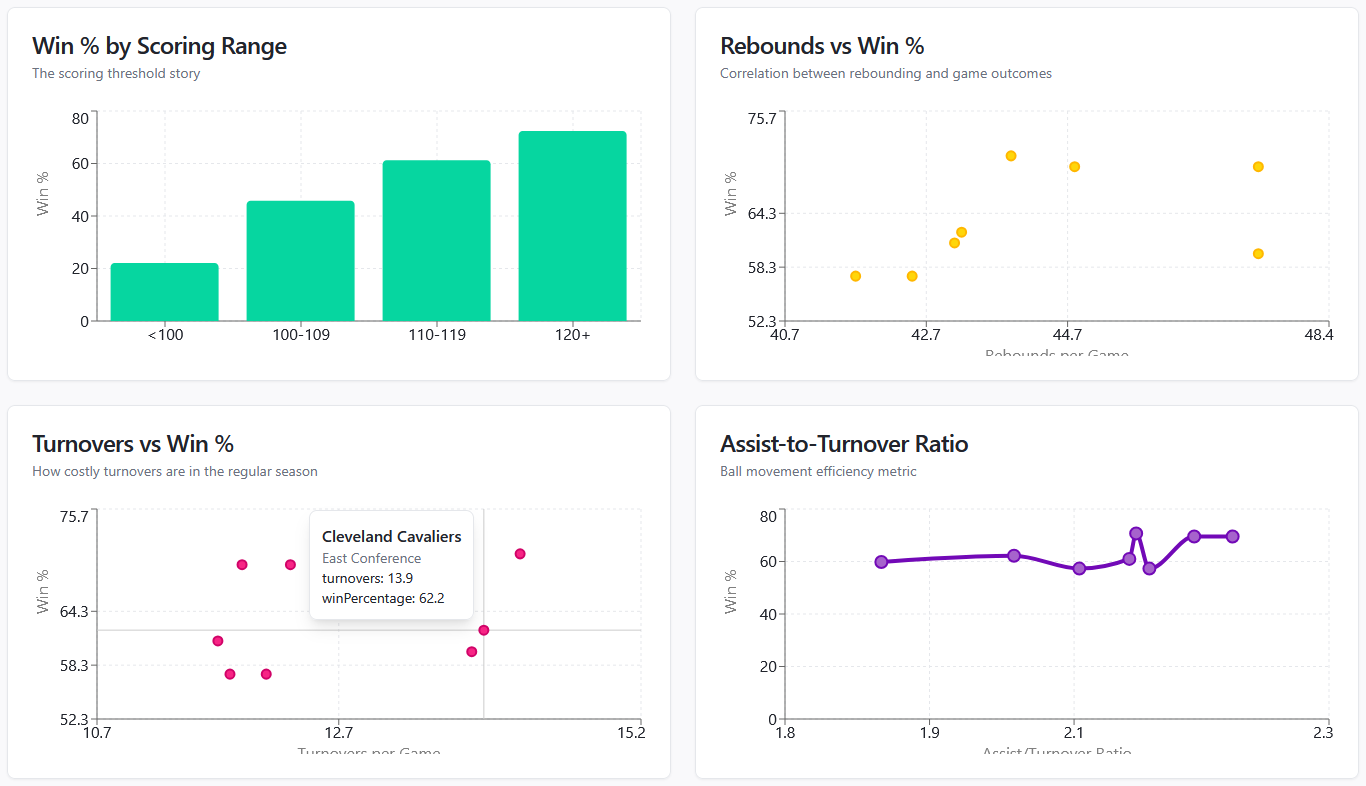 Win % by Scoring Range
The scoring threshold story
80
60
40
20
0
Win %
<100
100-109
110-119
120+
Rebounds vs Win %
Correlation between rebounding and game outcomes
75.7
64.3
58.3
52.3
Win %
40.7
42.7
44.7
48.4
Rebounds per Game
Turnovers vs Win %
How costly turnovers are in the regular season
75.7
64.3
58.3
52.3
Win %
Cleveland Cavaliers
East Conference
turnovers: 13.9
winPercentage: 62.2
10.7
12.7
15.2
Turnovers per Game
Assist-to-Turnover Ratio
Ball movement efficiency metric
80
60
40
20
0
Win %
1.8
1.9
2.1
2.3
Assist/Turnover Ratio